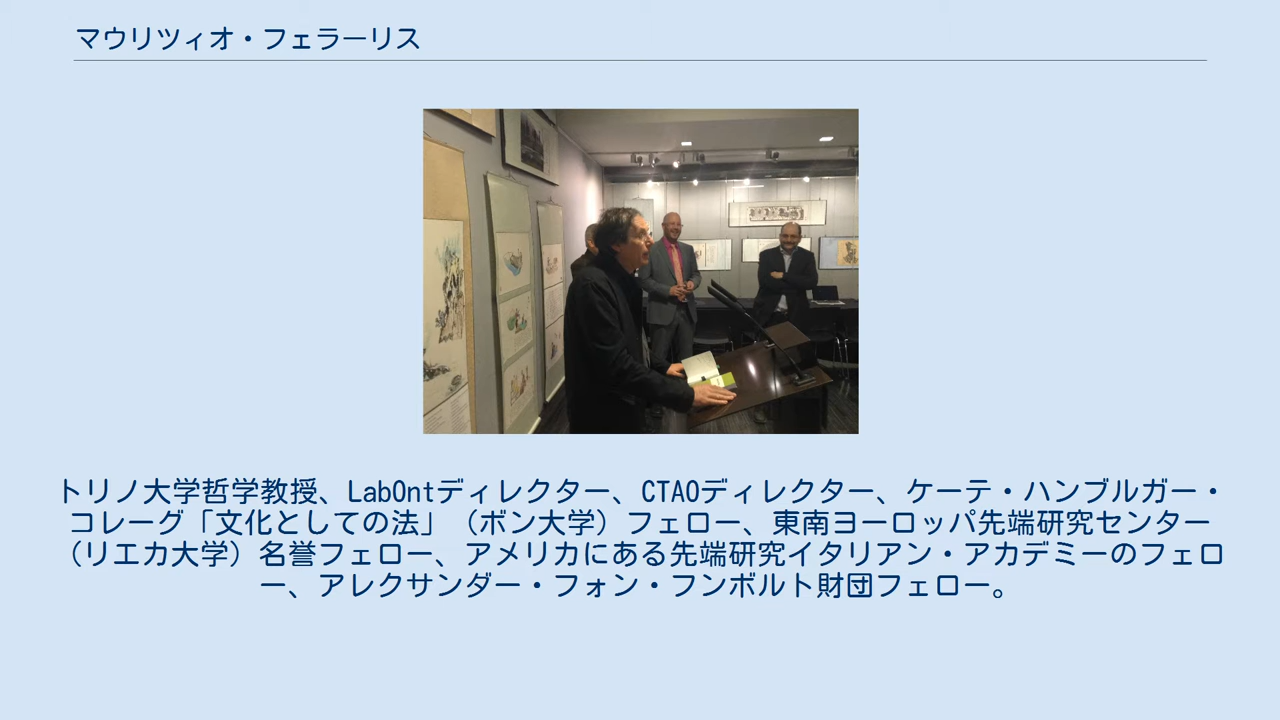 マウリツィオ・フェラーリス
トリノ大学哲学教授、LabOntディレクター、CTAOディレクター、ケーテ・ハンブルガー・
コレーグ「文化としての法」（ボン大学）フェロー、東南ヨーロッパ先端研究センター
（リエカ大学）名誉フェロー、アメリカにある先端研究イタリアン・アカデミーのフェロ
ー、アレクサンダー・フォン・フンボルト財団フェロー。